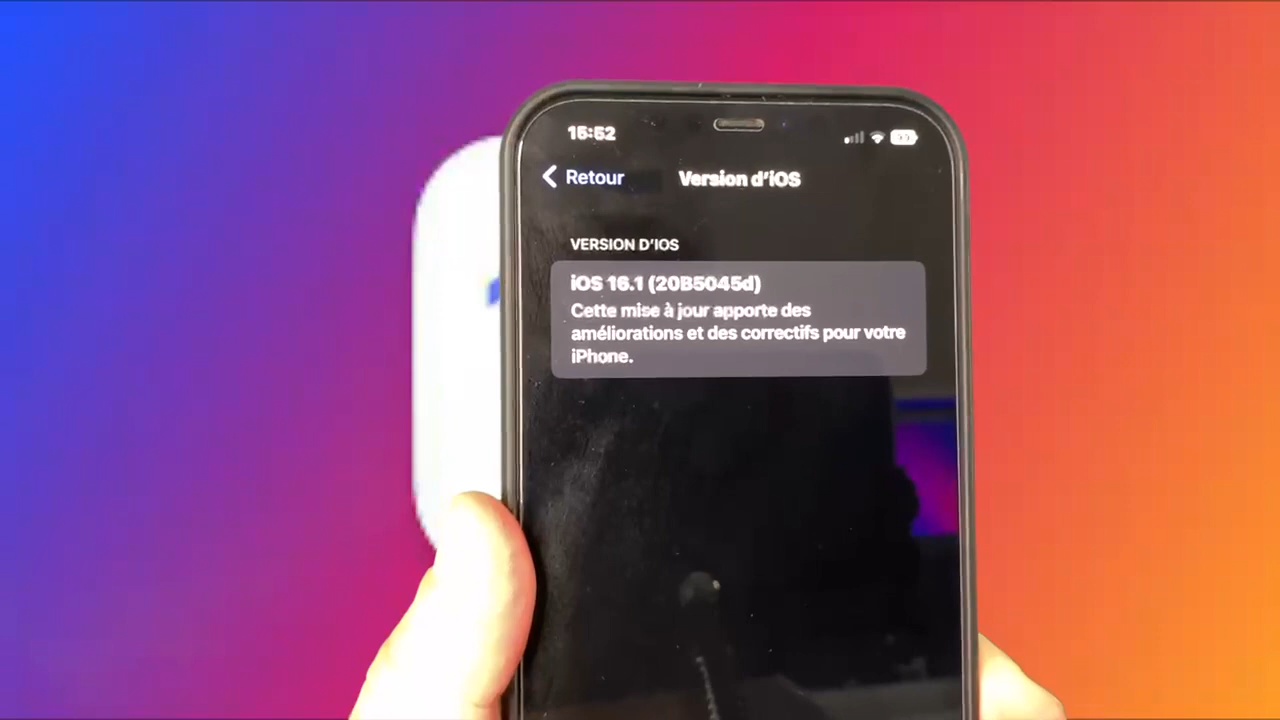 15:52
Retour
Version d'iOS
VERSION D'IOS
iOS 16.1 (20B5045d)
Cette mise à jour apporte des
améliorations et des correctifs pour votre
iPhone.